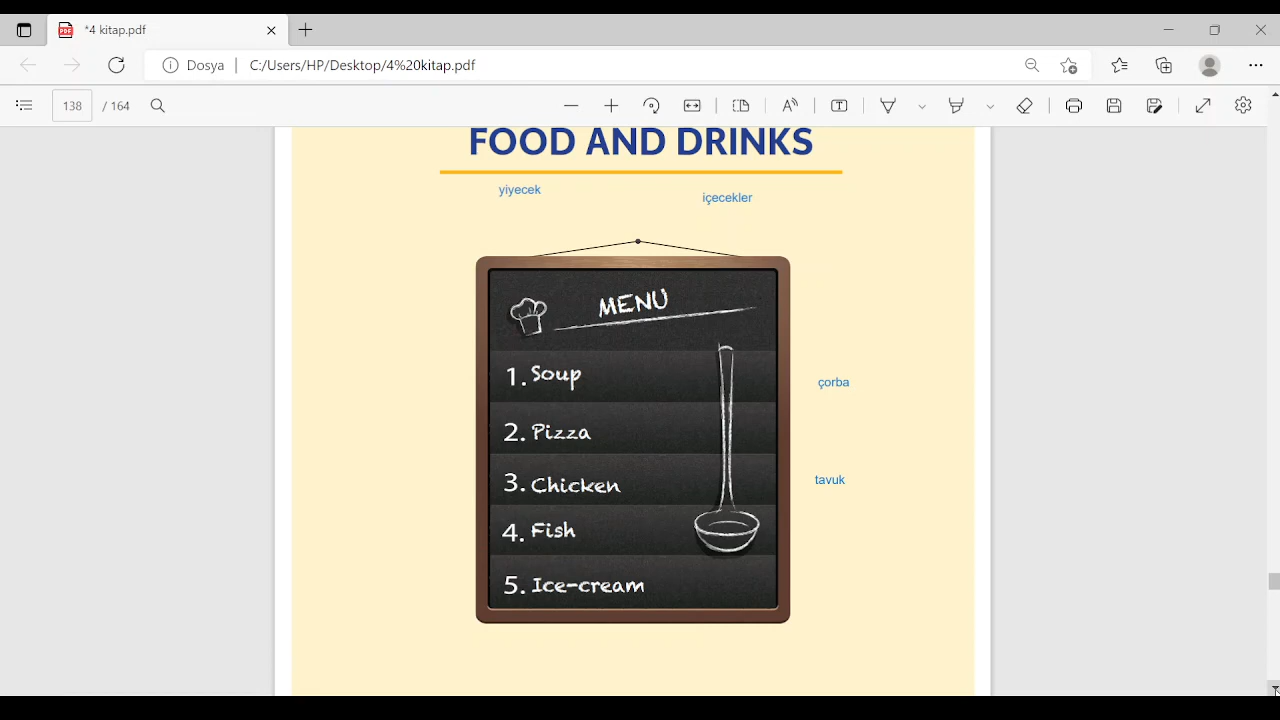 *4 kitap.pdf
Dosya | C:/Users/HP/Desktop/4%20kitap.pdf
138 / 164
FOOD AND DRINKS
yiyecek
içecekler
MENU
1. Soup
çorba
2. Pizza
3. Chicken
tavuk
4. Fish
5. Ice-cream